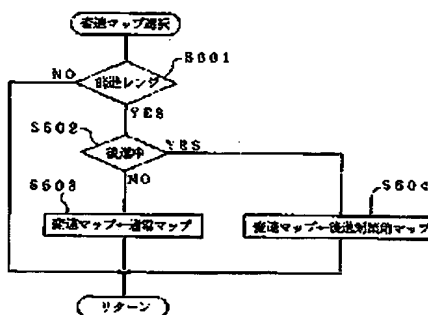 変速マップ選択
S601
NO
前進レンジ
YES
S602
後進中
YES
NO
S603
S604
変速マップ←通常マップ
変速マップ←後進対応用マップ
リターン